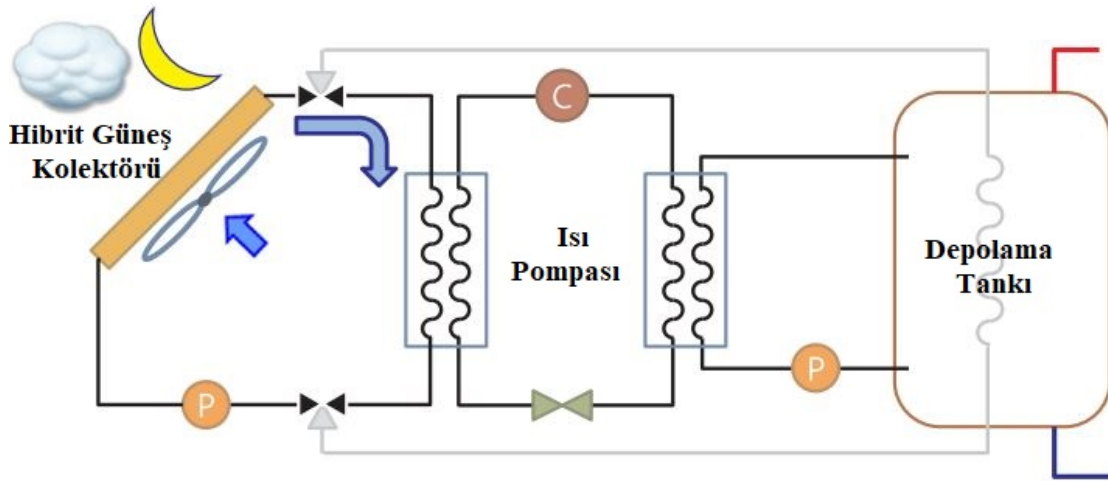 Hibrit Güneş
Kolektörü
C
Isı
Pompası
Depolama
Tankı
P
P